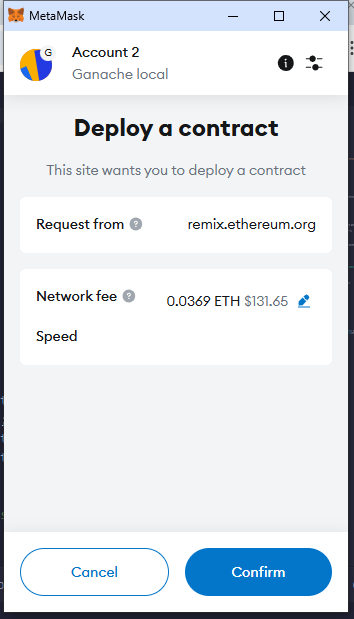 MetaMask
G
Account 2
Ganache local
Deploy a contract
This site wants you to deploy a contract
Request from ? remix.ethereum.org
Network fee ? 0.0369 ETH $131.65
Speed
Cancel
Confirm